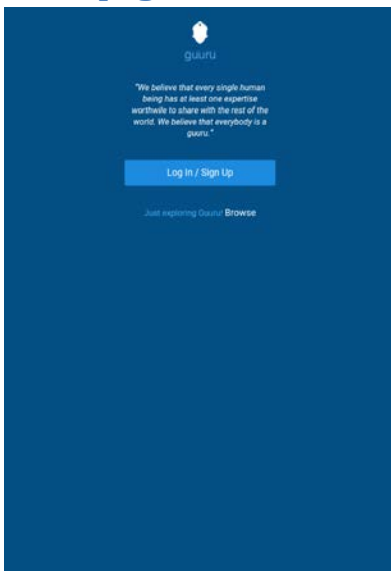 guuru
"We believe that every single human
being has at least one expertise
worthwile to share with the rest of the
world. We believe that everybody is a
guuru."
Log In / Sign Up
Just exploring Guuru? Browse